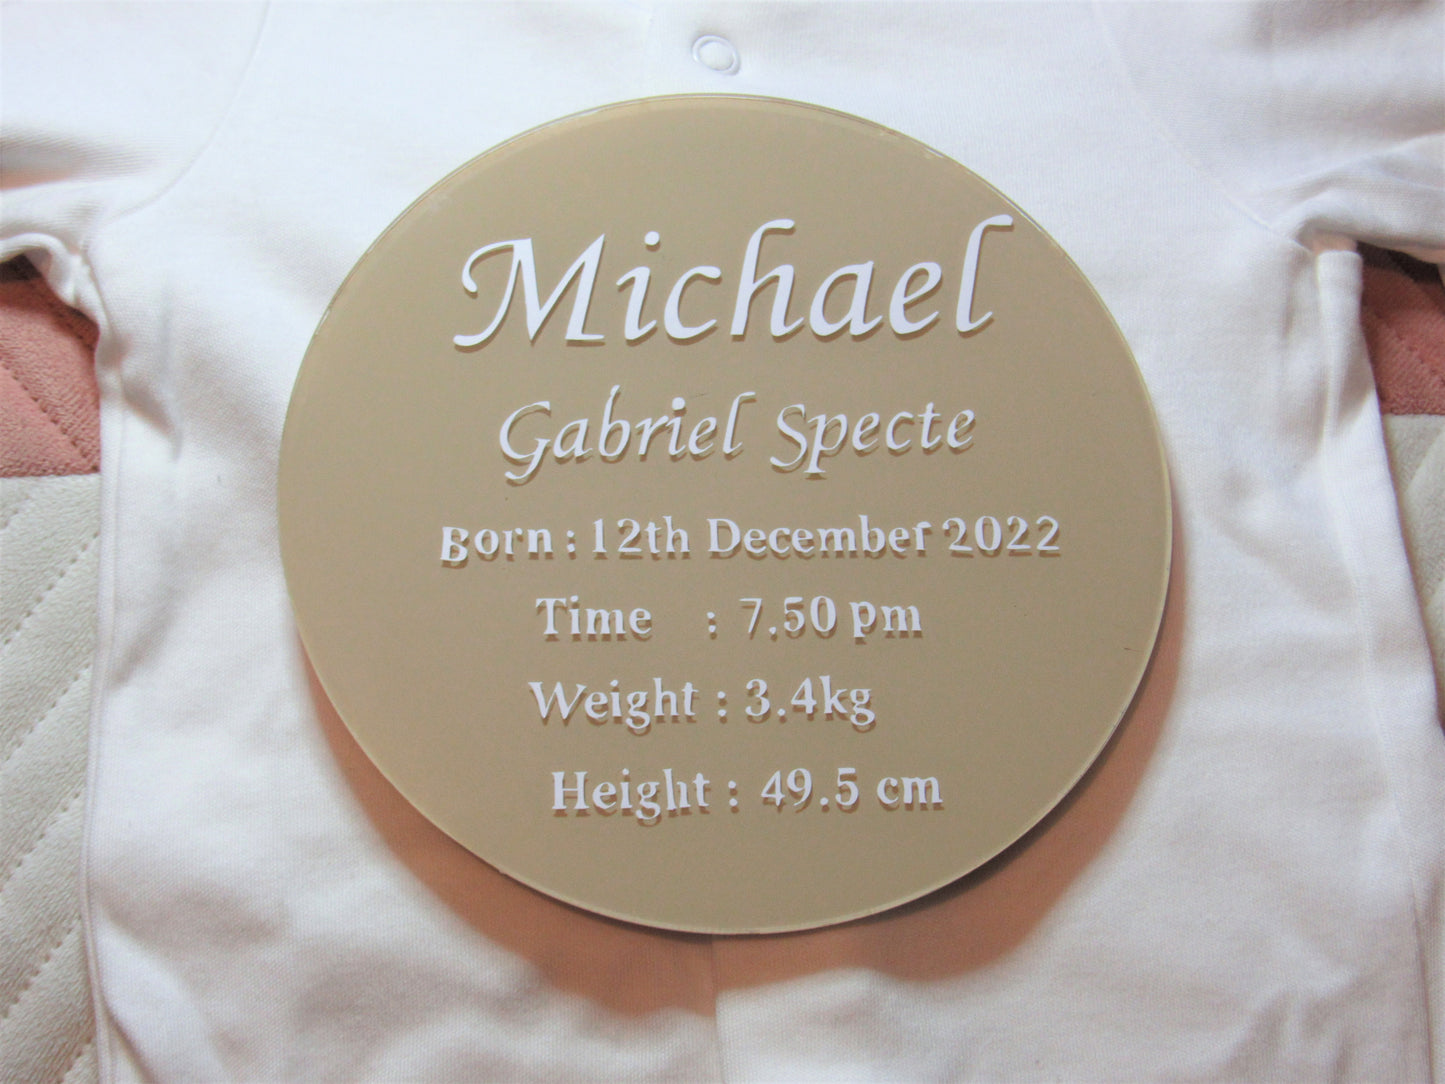 Michael
Gabriel Specte
Born : 12th December 2022
Time : 7.50 pm
Weight : 3.4kg
Height : 49.5 cm